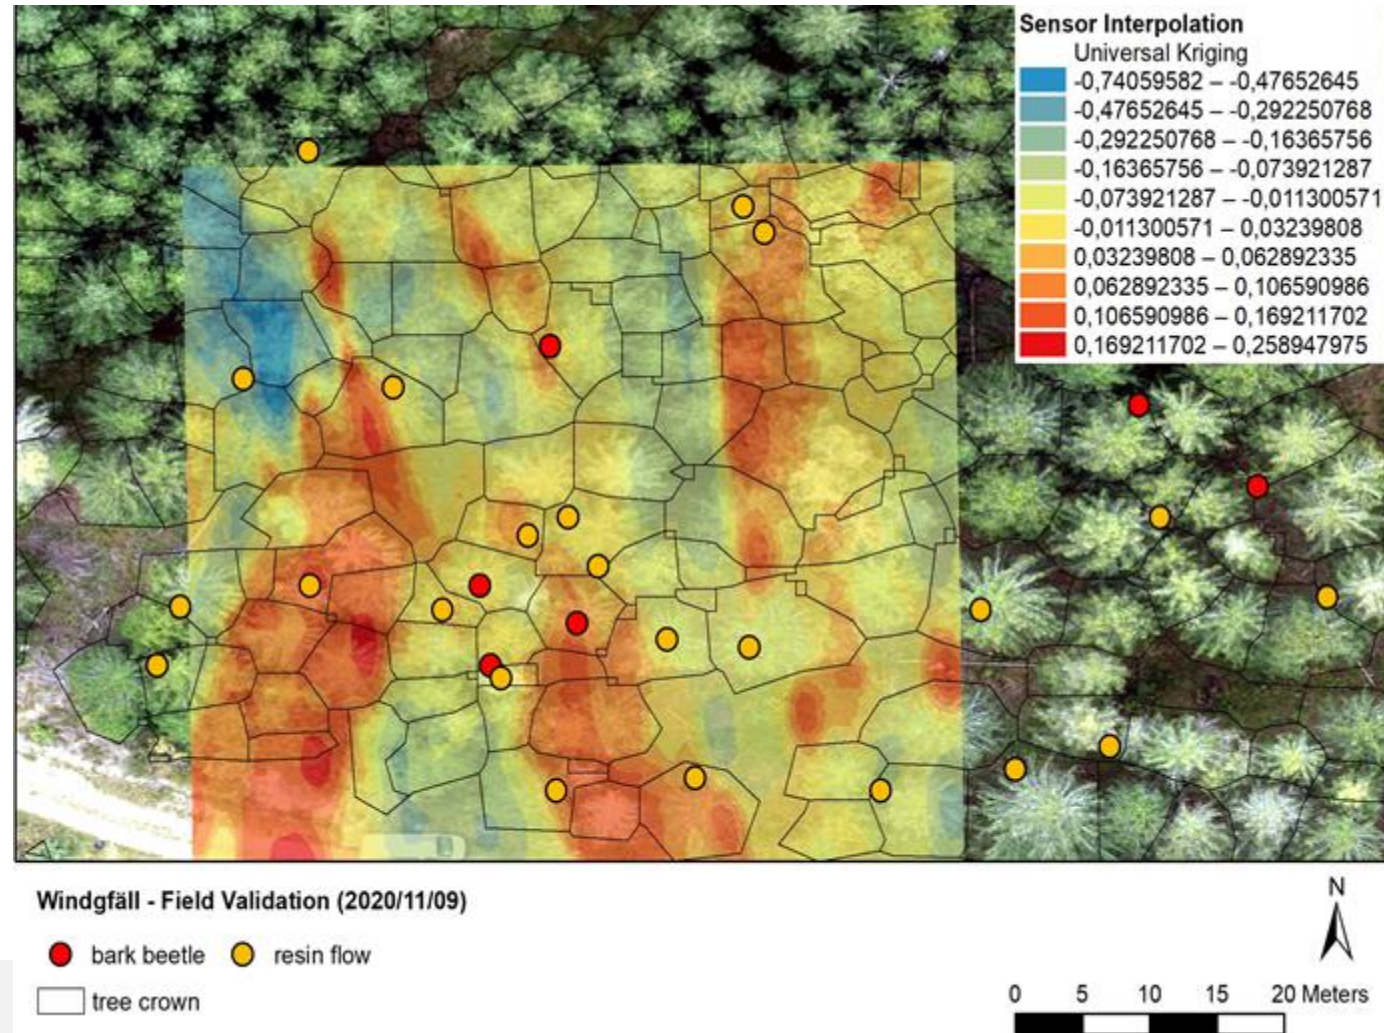 Sensor Interpolation
Universal Kriging
-0,74059582 – -0,47652645
-0,47652645 – -0,292250768
-0,292250768 – -0,16365756
-0,16365756 – -0,073921287
-0,073921287 – -0,011300571
-0,011300571 – 0,03239808
0,03239808 – 0,062892335
0,062892335 – 0,106590986
0,106590986 – 0,169211702
0,169211702 – 0,258947975
Windgfäll - Field Validation (2020/11/09)
bark beetle resin flow
tree crown
N
0 5 10 15 20 Meters